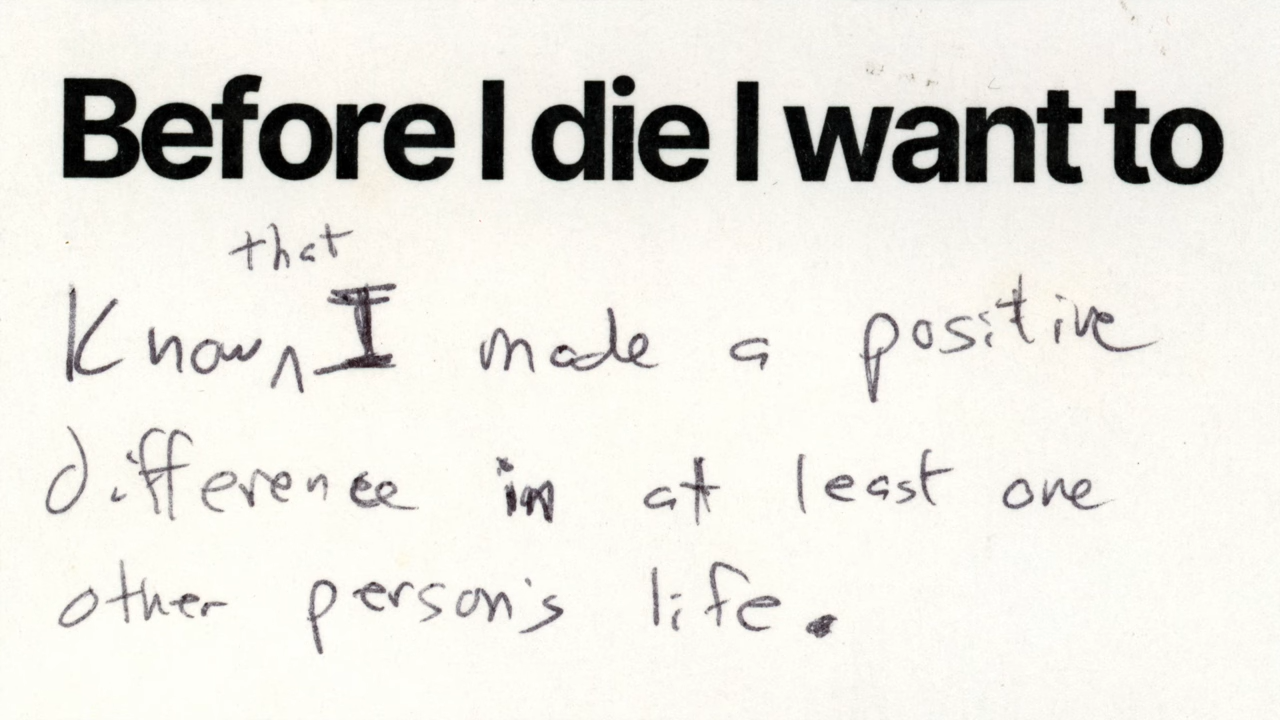 Before I die I want to
Know that I made a positive
difference in at least one
other person's life.